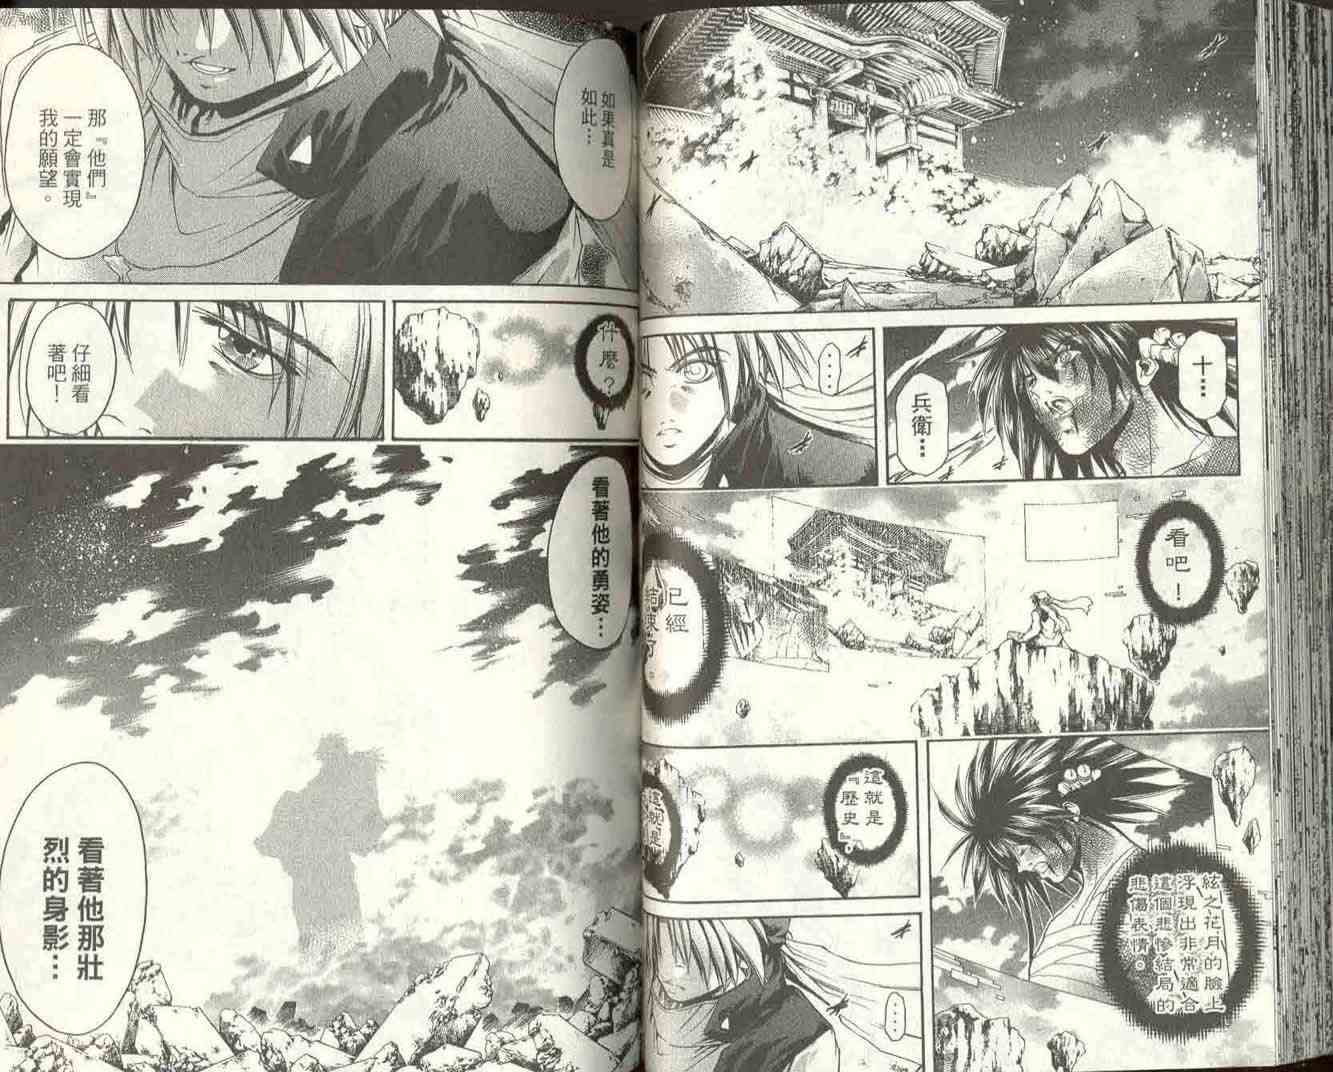 十…
兵衛…
‥‥
看吧！
已經
結束了。
絃之花月的臉上
浮現出非常適合
這個悲慘結局的
悲傷表情。
這就是
『歷史』。
這就是
‥‥
如果真是
如此…
那『他們』
一定會實現
我的願望。
什麼？
仔細看
著吧！
看著他的勇姿…
看著他那壯
烈的身影…